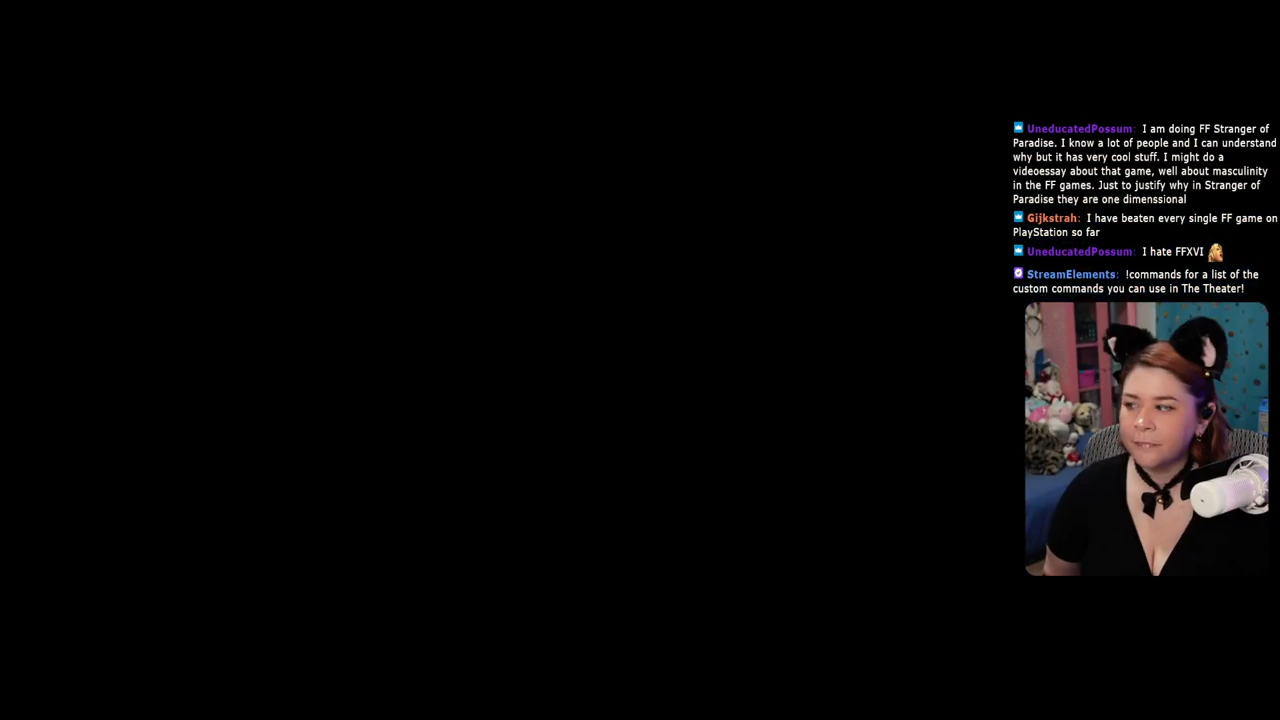 UneducatedPossum: I am doing FF Stranger of
Paradise. I know a lot of people and I can understand
why but it has very cool stuff. I might do a
videoessay about that game, well about masculinity
in the FF games. Just to justify why in Stranger of
Paradise they are one dimenssional
Gijkstrah: I have beaten every single FF game on
PlayStation so far
UneducatedPossum: I hate FFXVI
StreamElements: !commands for a list of the
custom commands you can use in The Theater!